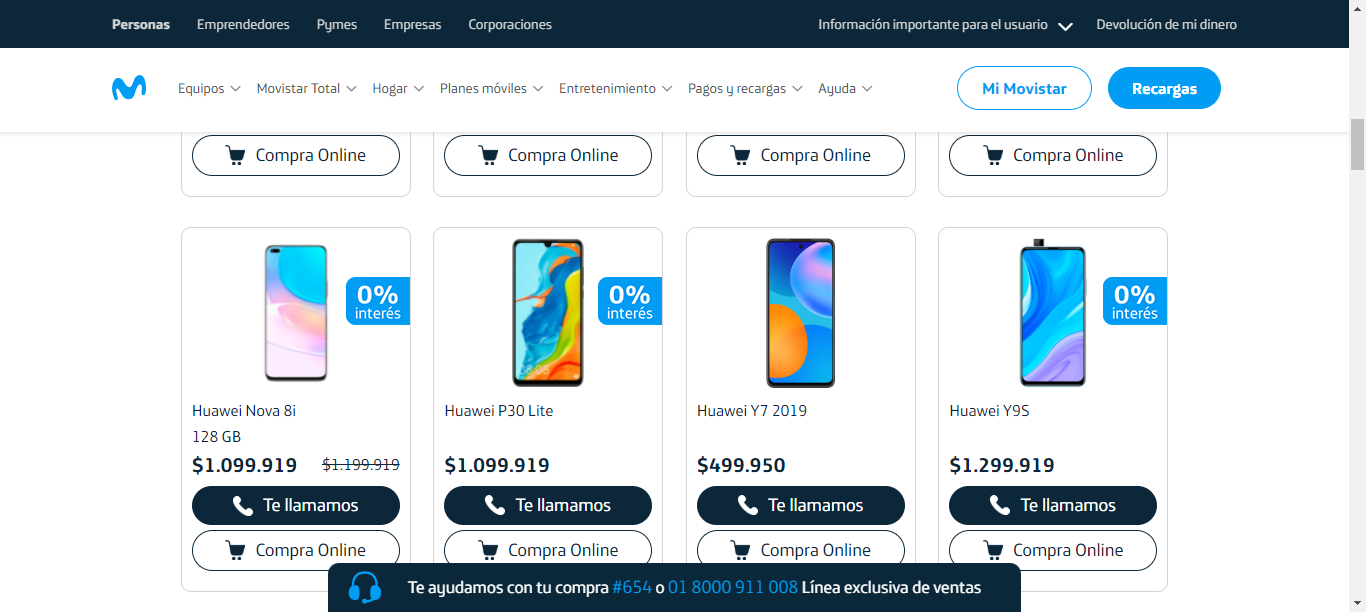 Personas Emprendedores Pymes Empresas Corporaciones Información importante para el usuario Devolución de mi dinero
Equipos Movistar Total Hogar Planes móviles Entretenimiento Pagos y recargas Ayuda Mi Movistar Recargas
Compra Online Compra Online Compra Online Compra Online
0% 0% 0%
interés interés interés
Huawei Nova 8i Huawei P30 Lite Huawei Y7 2019 Huawei Y9S
128 GB
$1.099.919 $1.199.919 $1.099.919 $499.950 $1.299.919
Te llamamos Te llamamos Te llamamos Te llamamos
Compra Online Compra Online Compra Online Compra Online
Te ayudamos con tu compra #654 o 01 8000 911 008 Línea exclusiva de ventas